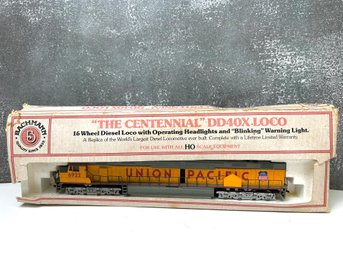 BACHMANN
"THE CENTENNIAL" DD40X LOCO
16 Wheel Diesel Loco with Operating Headlights and "Blinking" Warning Light.
A Replica of the World's Largest Diesel Locomotive ever built. Complete with a Lifetime Limited Warranty.
FOR USE WITH ALL HO SCALE EQUIPMENT
6922 UNION PACIFIC